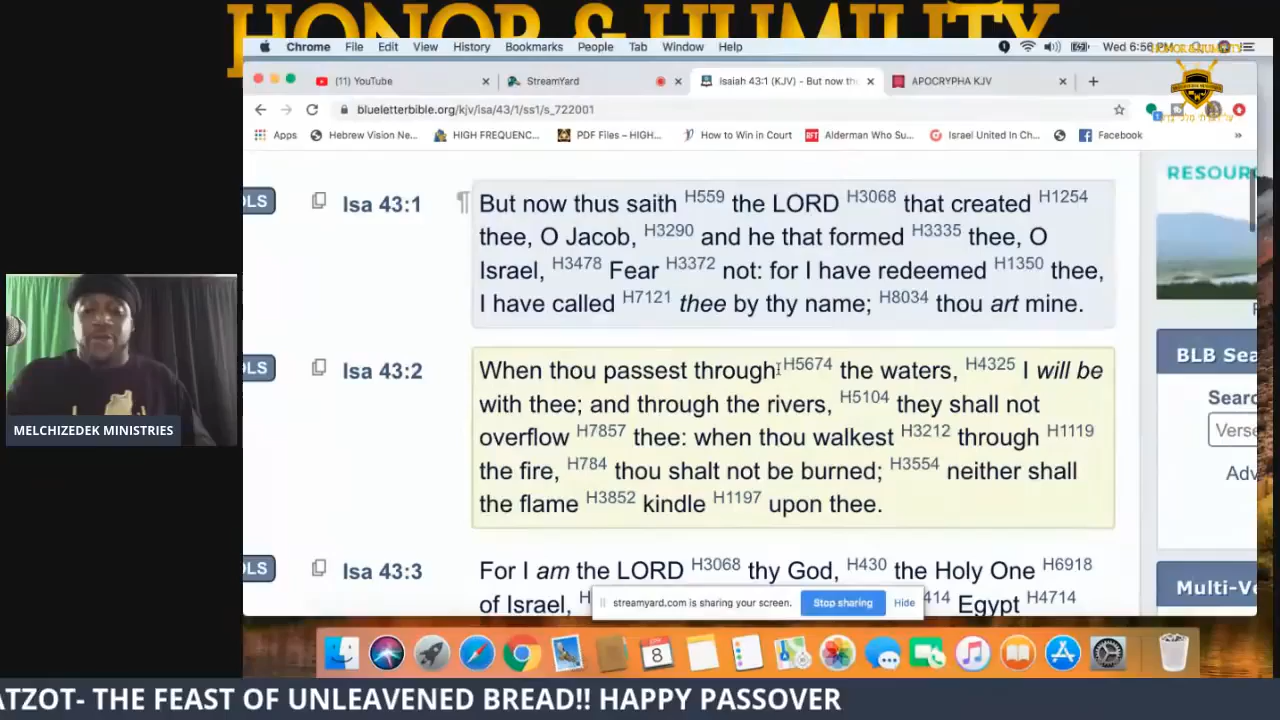 HONOR & HUMILITY
Chrome File Edit View History Bookmarks People Tab Window Help Wed 6:56 PM
(11) YouTube StreamYard Isaiah 43:1 (KJV) - But now th APOCRYPHA KJV
blueletterbible.org/kjv/isa/43/1/ss1/s_722001
Apps Hebrew Vision Ne... HIGH FREQUENC... PDF Files – HIGH... How to Win in Court Alderman Who Su... Israel United In Ch... Facebook »
RESOUR
OLS Isa 43:1 ¶ But now thus saith H559 the LORD H3068 that created H1254
thee, O Jacob, H3290 and he that formed H3335 thee, O
Israel, H3478 Fear H3372 not: for I have redeemed H1350 thee,
I have called H7121 thee by thy name; H8034 thou art mine.
OLS Isa 43:2 When thou passest through H5674 the waters, H4325 I will be
with thee; and through the rivers, H5104 they shall not
overflow H7857 thee: when thou walkest H3212 through H1119
the fire, H784 thou shalt not be burned; H3554 neither shall
the flame H3852 kindle H1197 upon thee.
OLS Isa 43:3 For I am the LORD H3068 thy God, H430 the Holy One H6918
of Israel, 414 Egypt H4714
BLB Sea
Searc
Verse
Adv
Multi-Ve
streamyard.com is sharing your screen. Stop sharing Hide
MELCHIZEDEK MINISTRIES
8
ATZOT- THE FEAST OF UNLEAVENED BREAD!! HAPPY PASSOVER